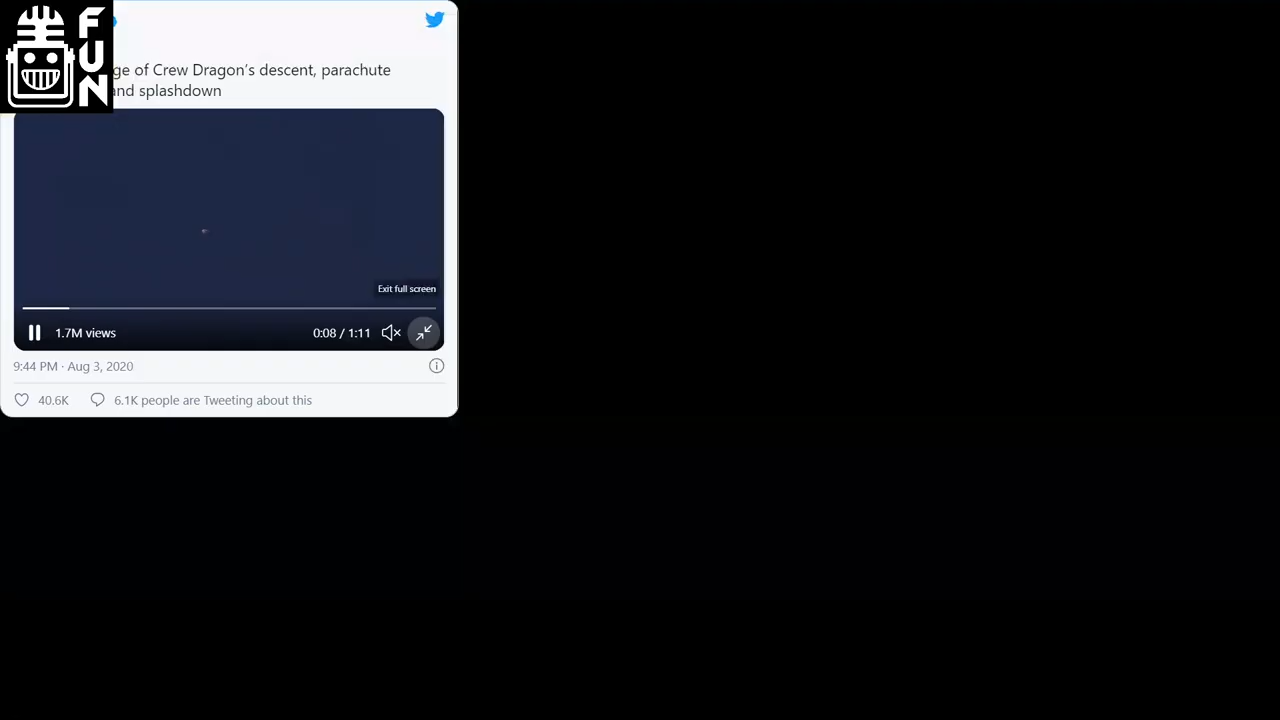 FUN
ge of Crew Dragon’s descent, parachute
and splashdown
Exit full screen
1.7M views
0:08 / 1:11
9:44 PM · Aug 3, 2020
40.6K
6.1K people are Tweeting about this